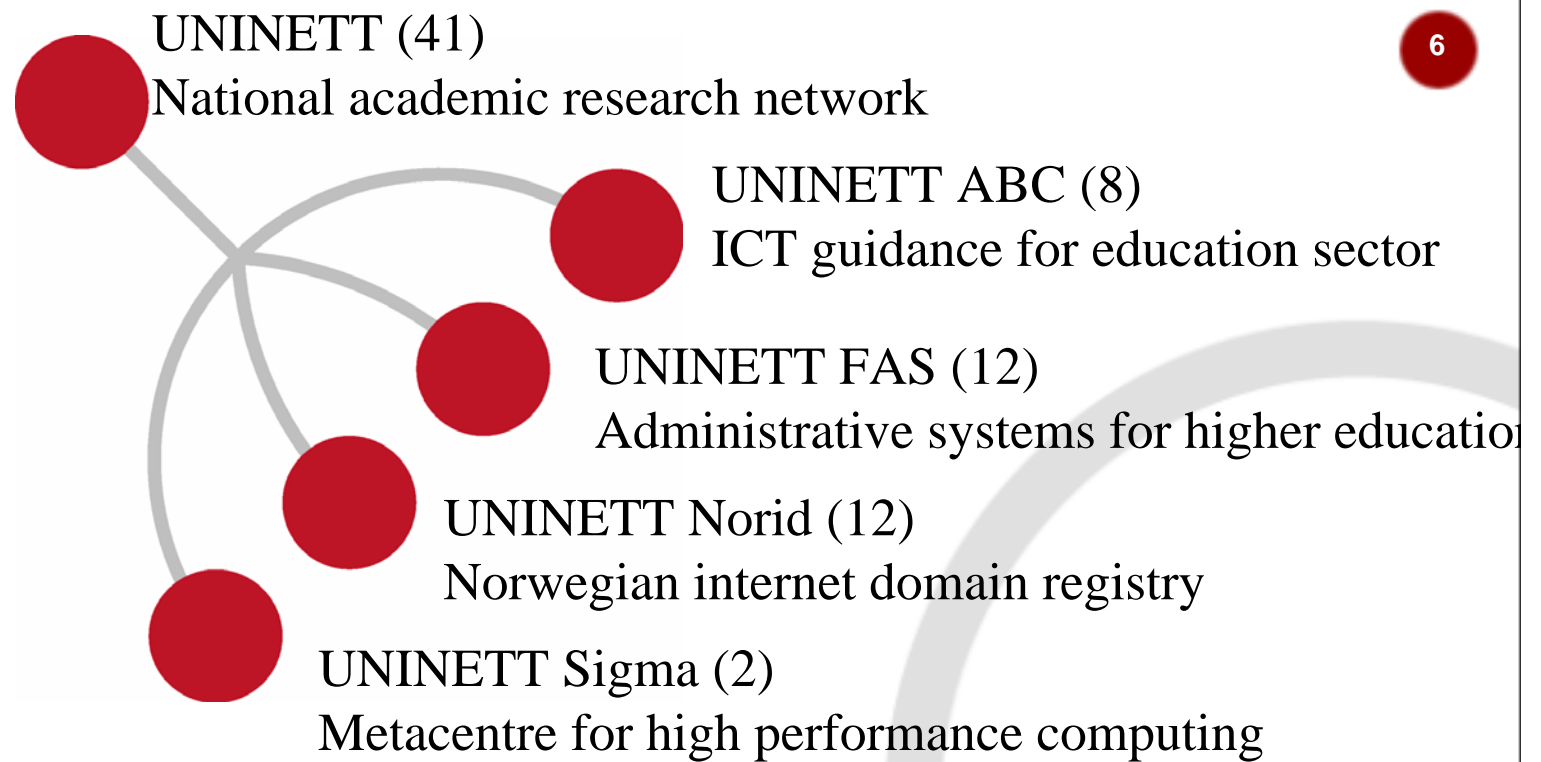 UNINETT (41)
National academic research network
6
UNINETT ABC (8)
ICT guidance for education sector
UNINETT FAS (12)
Administrative systems for higher education
UNINETT Norid (12)
Norwegian internet domain registry
UNINETT Sigma (2)
Metacentre for high performance computing